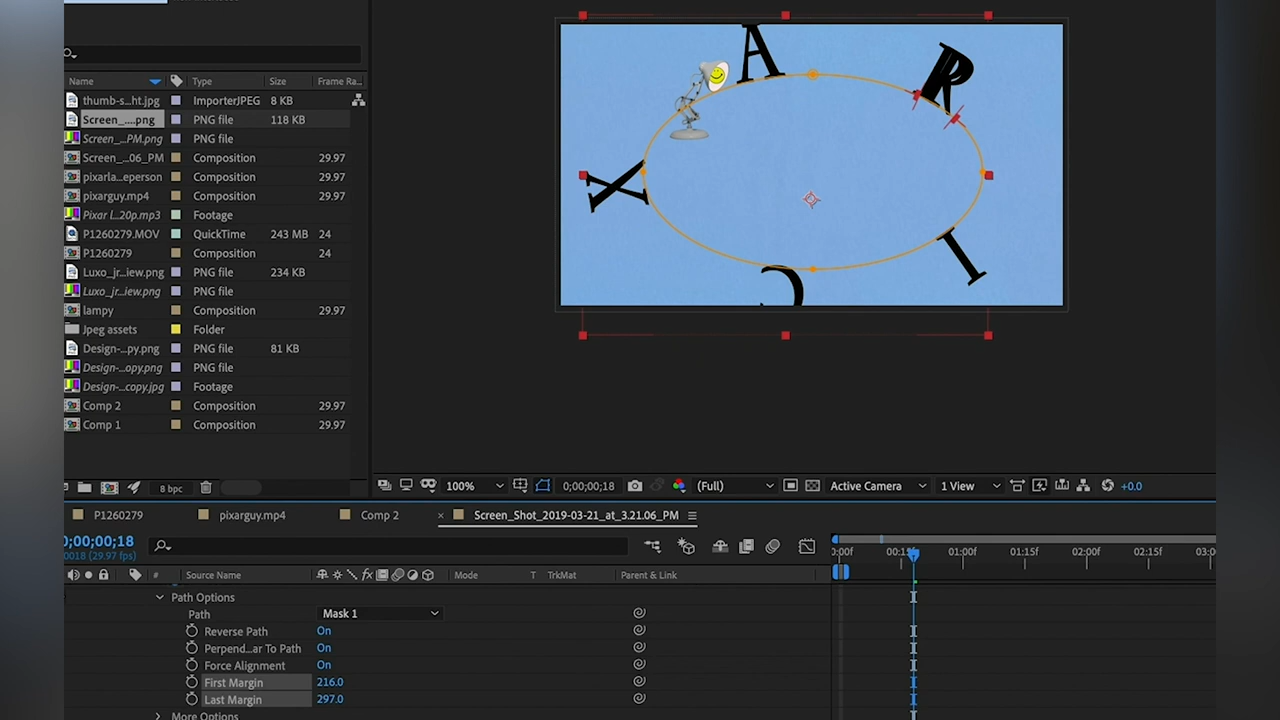 Name Type Size Frame Ra...
thumb-s...ht.jpg ImporterJPEG 8 KB
Screen_....png PNG file 118 KB
Screen_...PM.png PNG file
Screen_...06_PM Composition 29.97
pixarla...eperson Composition 29.97
pixarguy.mp4 Composition 29.97
Pixar l...20p.mp3 Footage
P1260279.MOV QuickTime 243 MB 24
P1260279 Composition 24
Luxo_jr...iew.png PNG file 234 KB
Luxo_jr...iew.png PNG file
lampy Composition 29.97
Jpeg assets Folder
Design-...py.png PNG file 81 KB
Design-...opy.png PNG file
Design-...copy.jpg Footage
Comp 2 Composition 29.97
Comp 1 Composition 29.97
P I X A R
8 bpc
100% 0;00;00;18 (Full) Active Camera 1 View +0.0
P1260279 pixarguy.mp4 Comp 2 × Screen_Shot_2019-03-21_at_3.21.06_PM
0;00;00;18
00018 (29.97 fps)
:00f 00:15f 01:00f 01:15f 02:00f 02:15f 03:0
# Source Name Mode T TrkMat Parent & Link
Path Options
Path Mask 1
Reverse Path On
Perpend...ar To Path On
Force Alignment On
First Margin 216.0
Last Margin 297.0
More Options